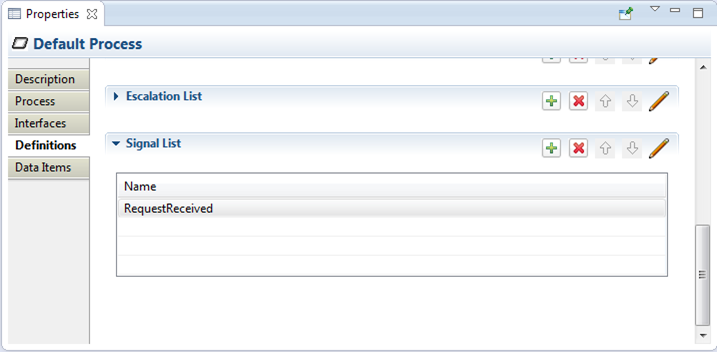 Properties
Default Process
Description
Process
Interfaces
Definitions
Data Items
Escalation List
Signal List
Name
RequestReceived